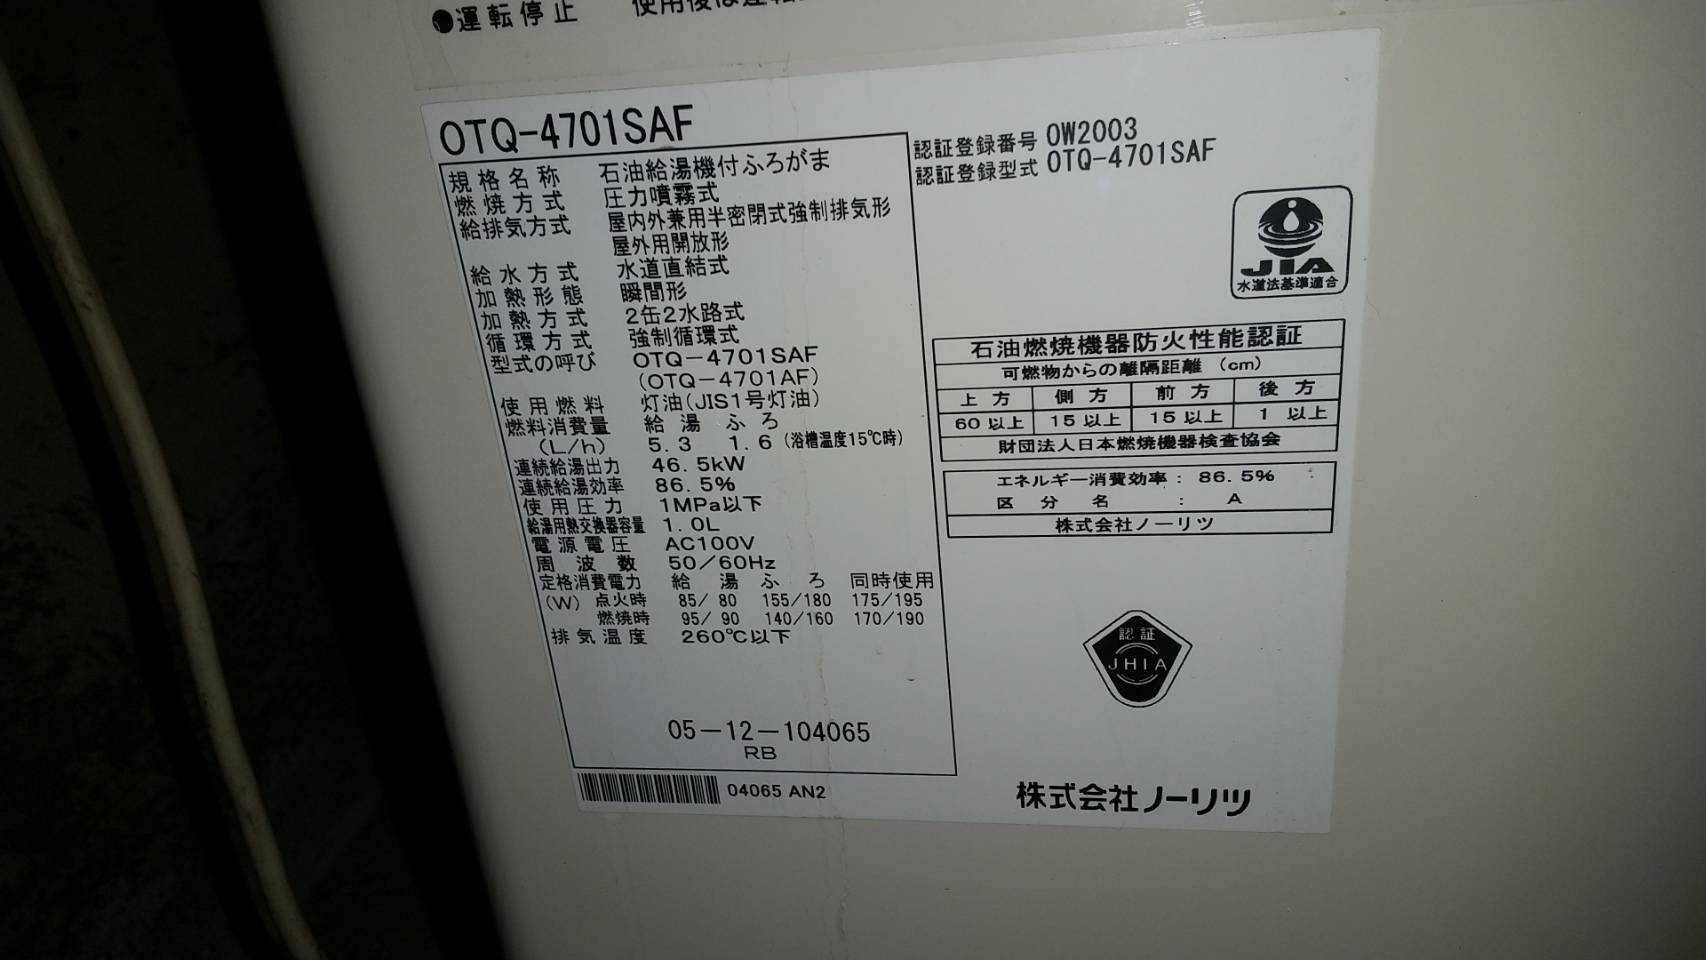 ●運転停止 使用後は運転
OTQ-4701SAF
規格名称 石油給湯機付ふろがま
燃焼方式 圧力噴霧式
給排気方式 屋内外兼用半密閉式強制排気形
屋外用開放形
給水方式 水道直結式
加熱形態 瞬間形
加熱方式 2缶2水路式
循環方式 強制循環式
型式の呼び OTQ-4701SAF
(OTQ-4701AF)
使用燃料 灯油(JIS1号灯油)
燃料消費量 給湯 ふろ
(L/h) 5.3 1.6(浴槽温度15℃時)
連続給湯出力 46.5kW
連続給湯効率 86.5%
使用圧力 1MPa以下
給湯用熱交換器容量 1.0L
電源電圧 AC100V
周波数 50/60Hz
定格消費電力 給湯 ふろ 同時使用
(W) 点火時 85/80 155/180 175/195
燃焼時 95/90 140/160 170/190
排気温度 260℃以下
05-12-104065
RB
04065 AN2
認証登録番号 OW2003
認証登録型式 OTQ-4701SAF
JIA
水道法基準適合
石油燃焼機器防火性能認証
可燃物からの離隔距離 (cm)
上方 側方 前方 後方
60以上 15以上 15以上 1以上
財団法人日本燃焼機器検査協会
エネルギー消費効率: 86.5%
区分名 : A
株式会社ノーリツ
認証
JHIA
株式会社ノーリツ